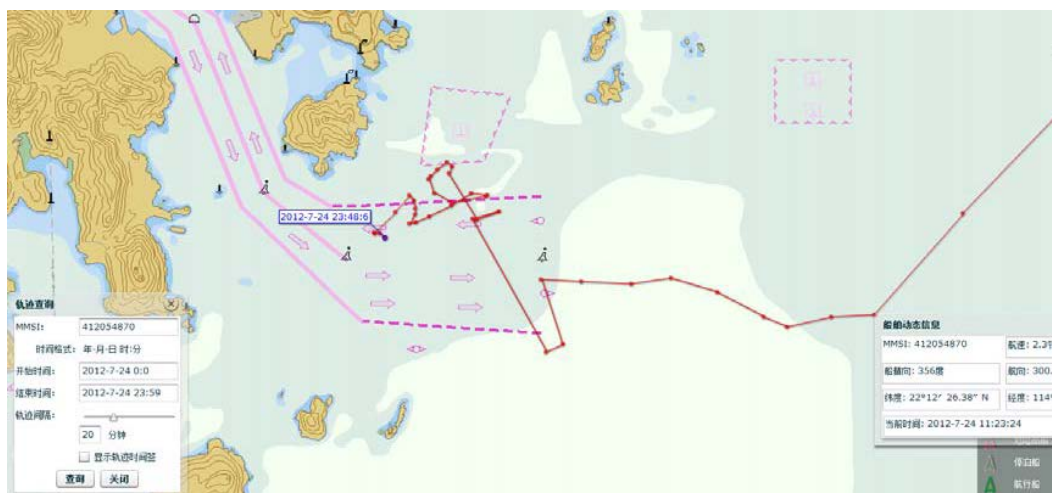 2012-7-24 23:48:6
轨迹查询
MMSI: 412054870
时间格式: 年-月-日 时:分
开始时间: 2012-7-24 0:0
结束时间: 2012-7-24 23:59
轨迹间隔:
20 分钟
显示轨迹时间签
查询 关闭
船舶动态信息
MMSI: 412054870 航速: 2.3节
船艏向: 356度 航向: 300.
纬度: 22°12′ 26.38″ N 经度: 114°
当前时间: 2012-7-24 11:23:24
停泊船
航行船